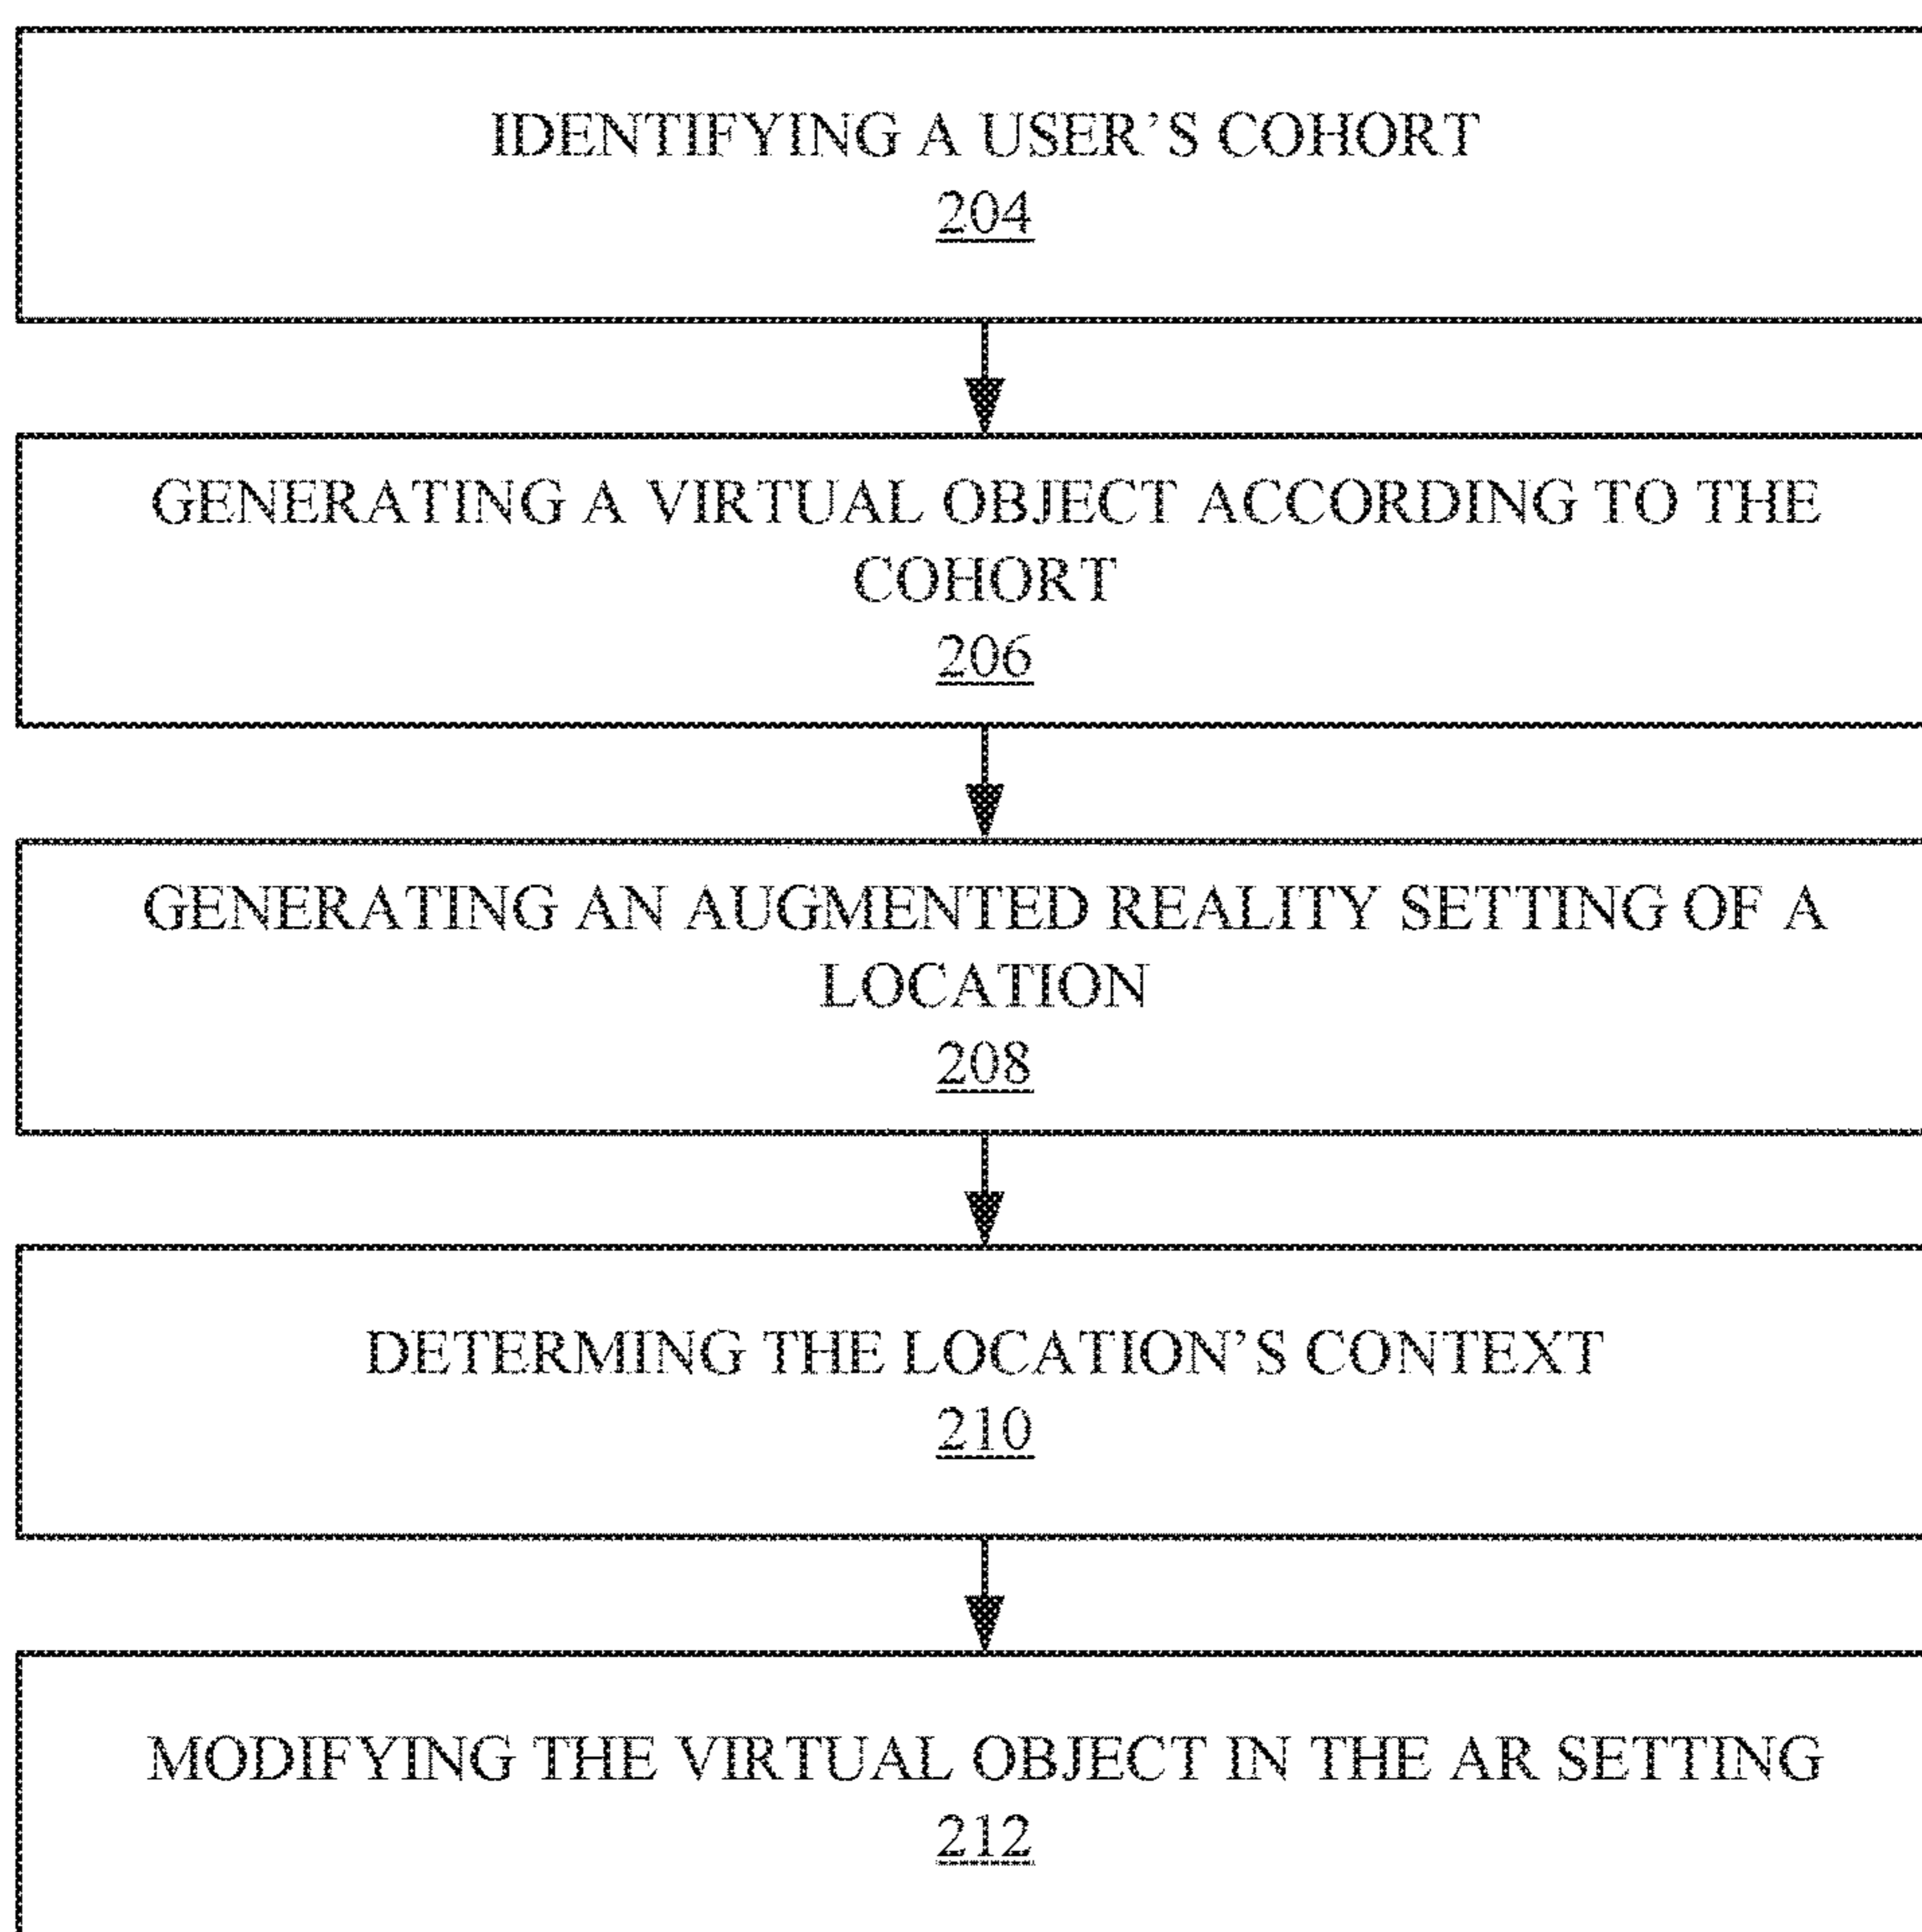 IDENTIFYING A USER’S COHORT
204
GENERATING A VIRTUAL OBJECT ACCORDING TO THE
COHORT
206
GENERATING AN AUGMENTED REALITY SETTING OF A
LOCATION
208
DETERMING THE LOCATION’S CONTEXT
210
MODIFYING THE VIRTUAL OBJECT IN THE AR SETTING
212